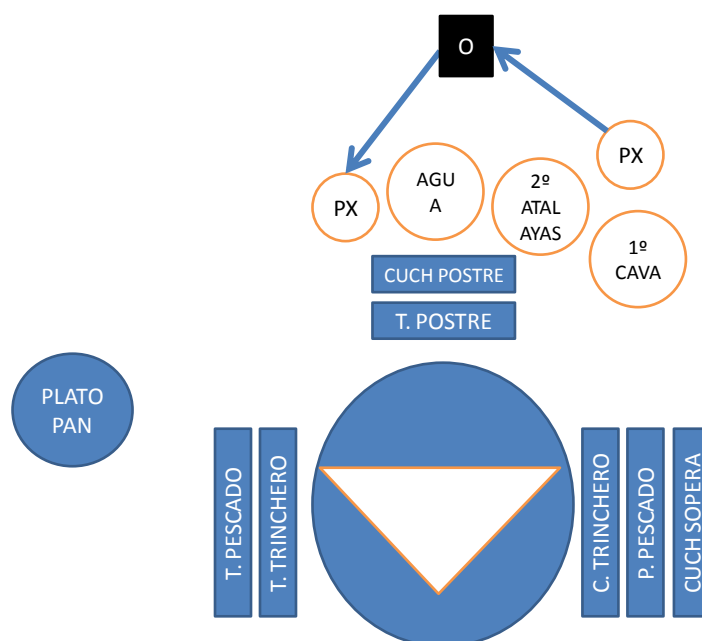 O
PX
PX
AGU
A
2º
ATAL
AYAS
1º
CAVA
CUCH POSTRE
T. POSTRE
PLATO
PAN
T. PESCADO
T. TRINCHERO
C. TRINCHERO
P. PESCADO
CUCH SOPERA